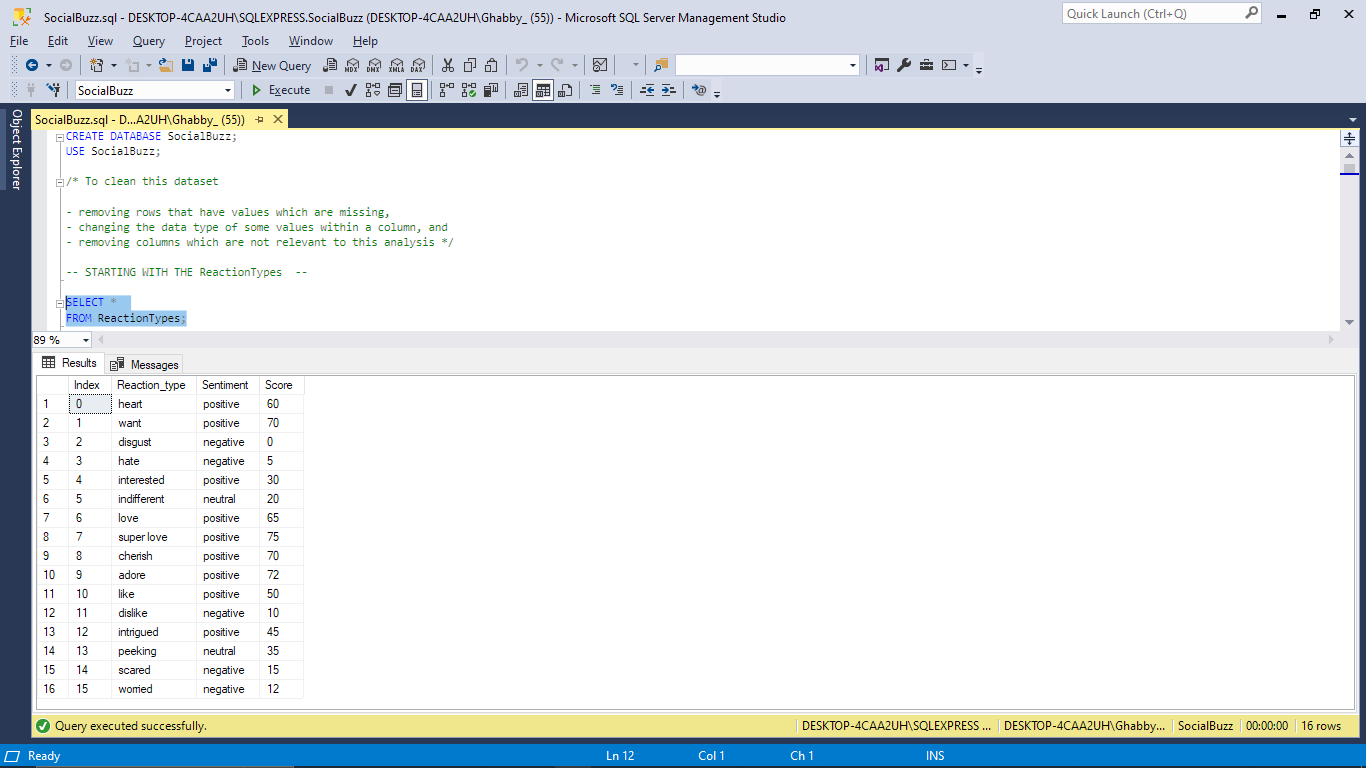 SocialBuzz.sql - DESKTOP-4CAA2UH\SQLEXPRESS.SocialBuzz (DESKTOP-4CAA2UH\Ghabby_ (55)) - Microsoft SQL Server Management Studio
Quick Launch (Ctrl+Q)
File Edit View Query Project Tools Window Help
New Query MDX DMX XMLA DAX
SocialBuzz Execute
Object Explorer
SocialBuzz.sql - D...A2UH\Ghabby_ (55))
CREATE DATABASE SocialBuzz;
USE SocialBuzz;
/* To clean this dataset
- removing rows that have values which are missing,
- changing the data type of some values within a column, and
- removing columns which are not relevant to this analysis */
-- STARTING WITH THE ReactionTypes --
SELECT *
FROM ReactionTypes;
89 %
Results Messages
Index Reaction_type Sentiment Score
1 0 heart positive 60
2 1 want positive 70
3 2 disgust negative 0
4 3 hate negative 5
5 4 interested positive 30
6 5 indifferent neutral 20
7 6 love positive 65
8 7 super love positive 75
9 8 cherish positive 70
10 9 adore positive 72
11 10 like positive 50
12 11 dislike negative 10
13 12 intrigued positive 45
14 13 peeking neutral 35
15 14 scared negative 15
16 15 worried negative 12
Query executed successfully. DESKTOP-4CAA2UH\SQLEXPRESS ... DESKTOP-4CAA2UH\Ghabby... SocialBuzz 00:00:00 16 rows
Ready Ln 12 Col 1 Ch 1 INS